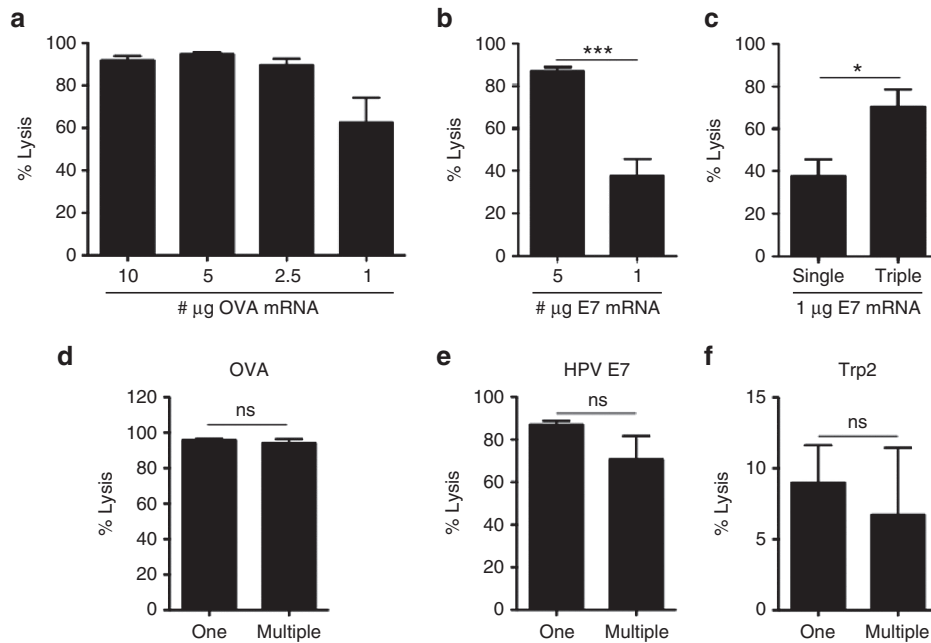 a
% Lysis
100
80
60
40
20
0
10 5 2.5 1
# μg OVA mRNA
b
% Lysis
100
80
60
40
20
0
***
5 1
# μg E7 mRNA
c
% Lysis
100
80
60
40
20
0
*
Single Triple
1 μg E7 mRNA
d
OVA
% Lysis
120
100
80
60
40
20
0
ns
One Multiple
e
HPV E7
% Lysis
100
80
60
40
20
0
ns
One Multiple
f
Trp2
% Lysis
15
10
5
0
ns
One Multiple